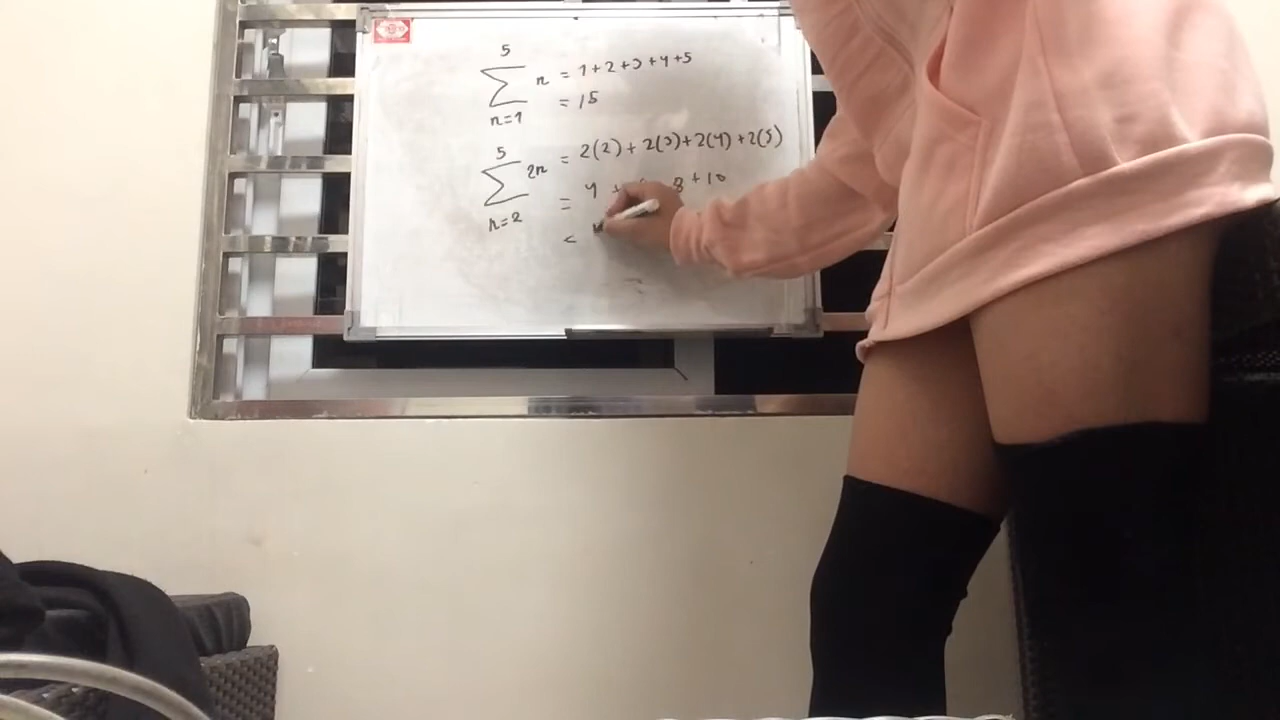 5
∑ n = 1+2+3+4+5
n=1
= 15
5
∑ 2n = 2(2) + 2(3) + 2(4) + 2(5)
n=2
= 4 + 8 + 10
=